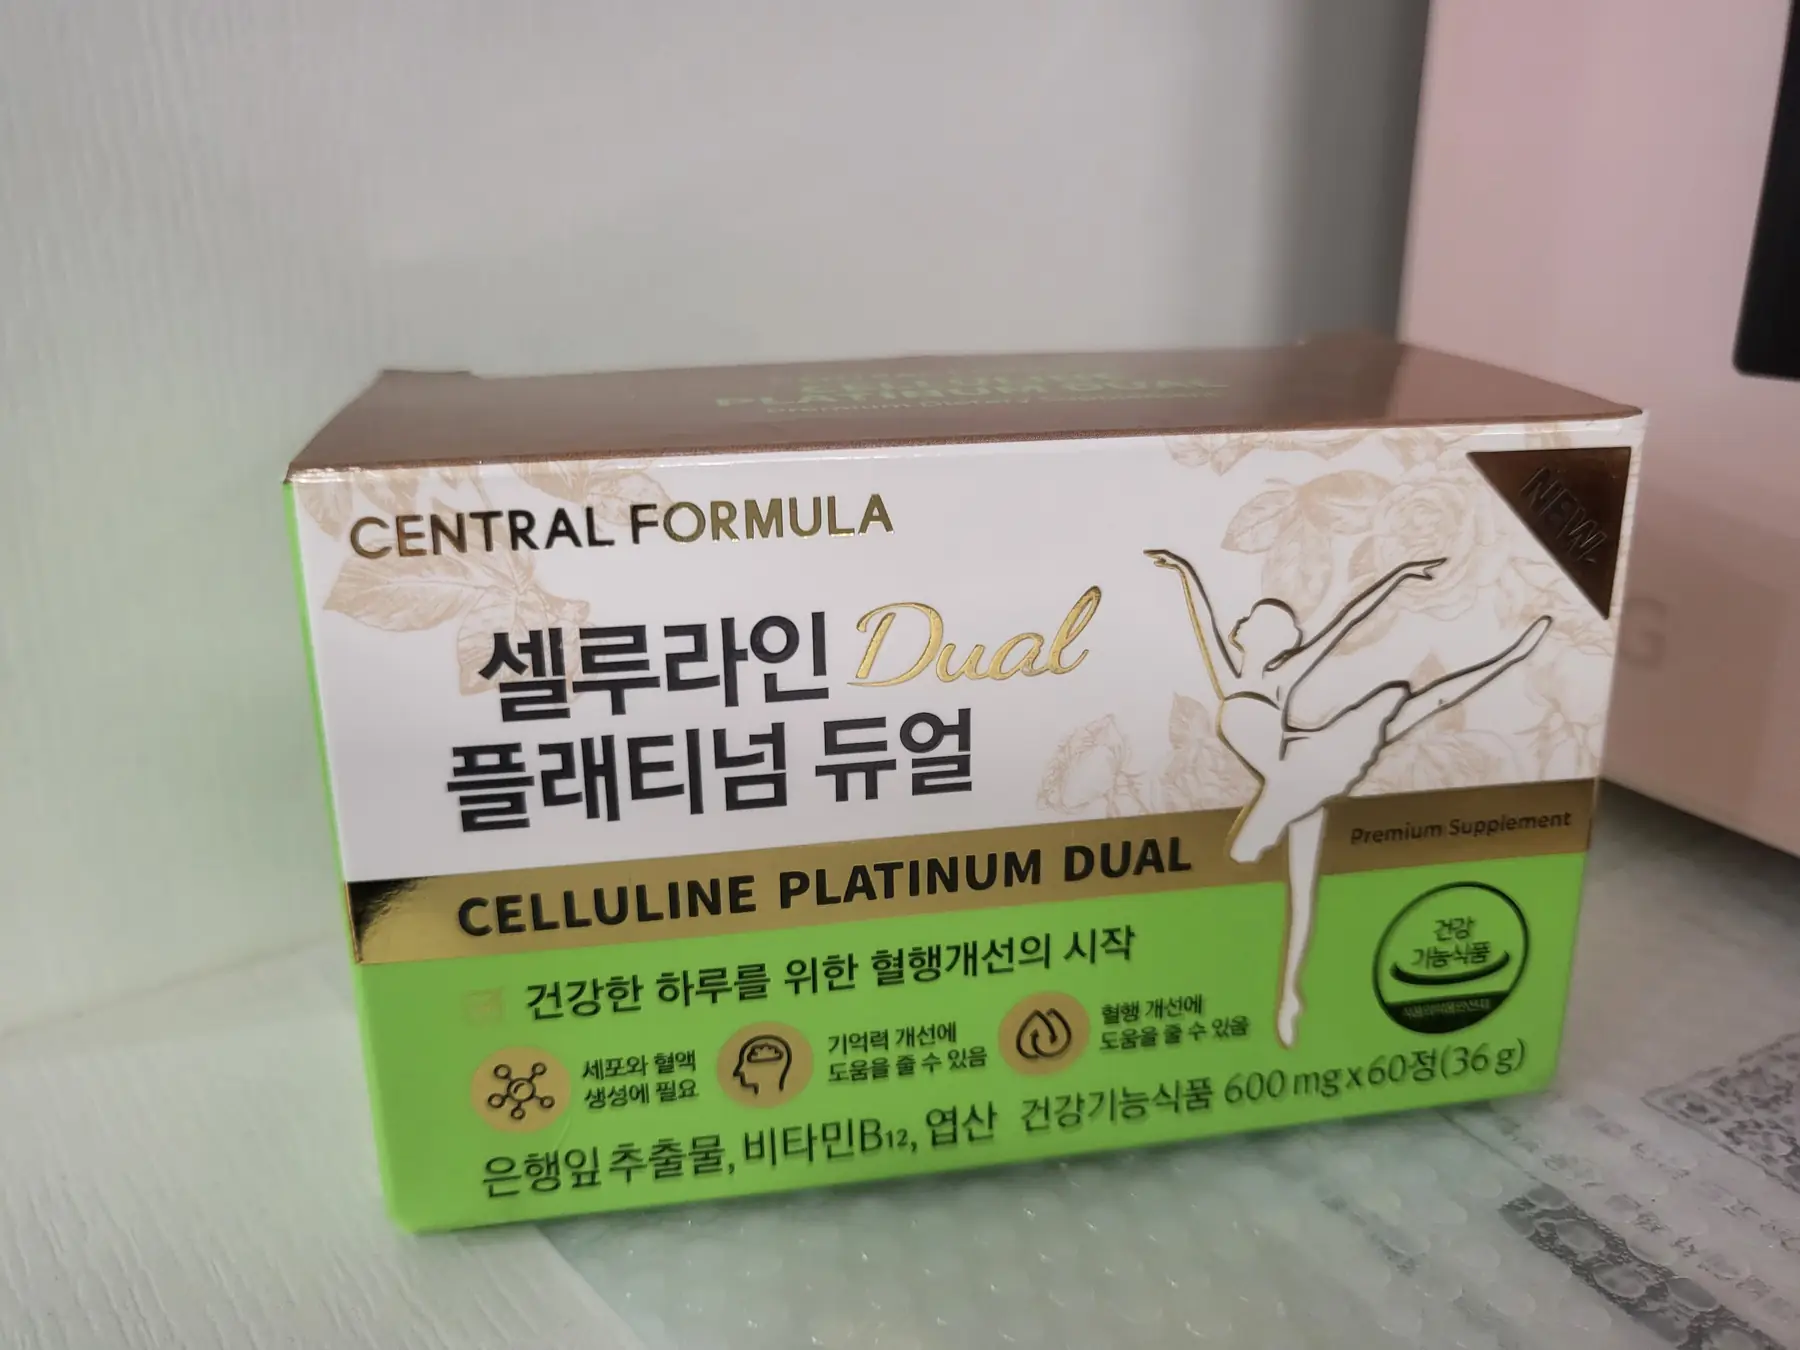 PLATINUM DUAL
CENTRAL FORMULA
NEW
셀루라인 Dual
플래티넘 듀얼
CELLULINE PLATINUM DUAL
Premium Supplement
건강한 하루를 위한 혈행개선의 시작
건강
기능식품
세포와 혈액
생성에 필요
기억력 개선에
도움을 줄 수 있음
혈행 개선에
도움을 줄 수 있음
은행잎 추출물, 비타민B₁₂, 엽산 건강기능식품 600 mg x 60정(36 g)
G